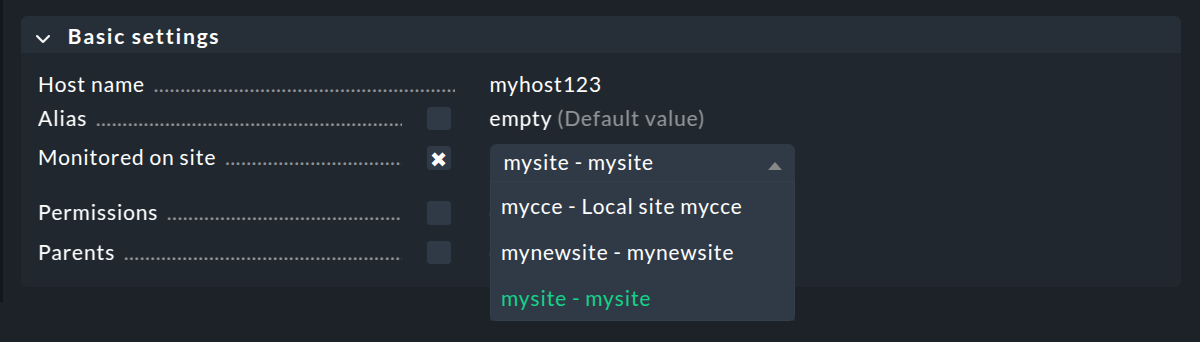 Basic settings
Host name myhost123
Alias empty (Default value)
Monitored on site mysite - mysite
mycce - Local site mycce
Permissions
mynewsite - mynewsite
Parents
mysite - mysite